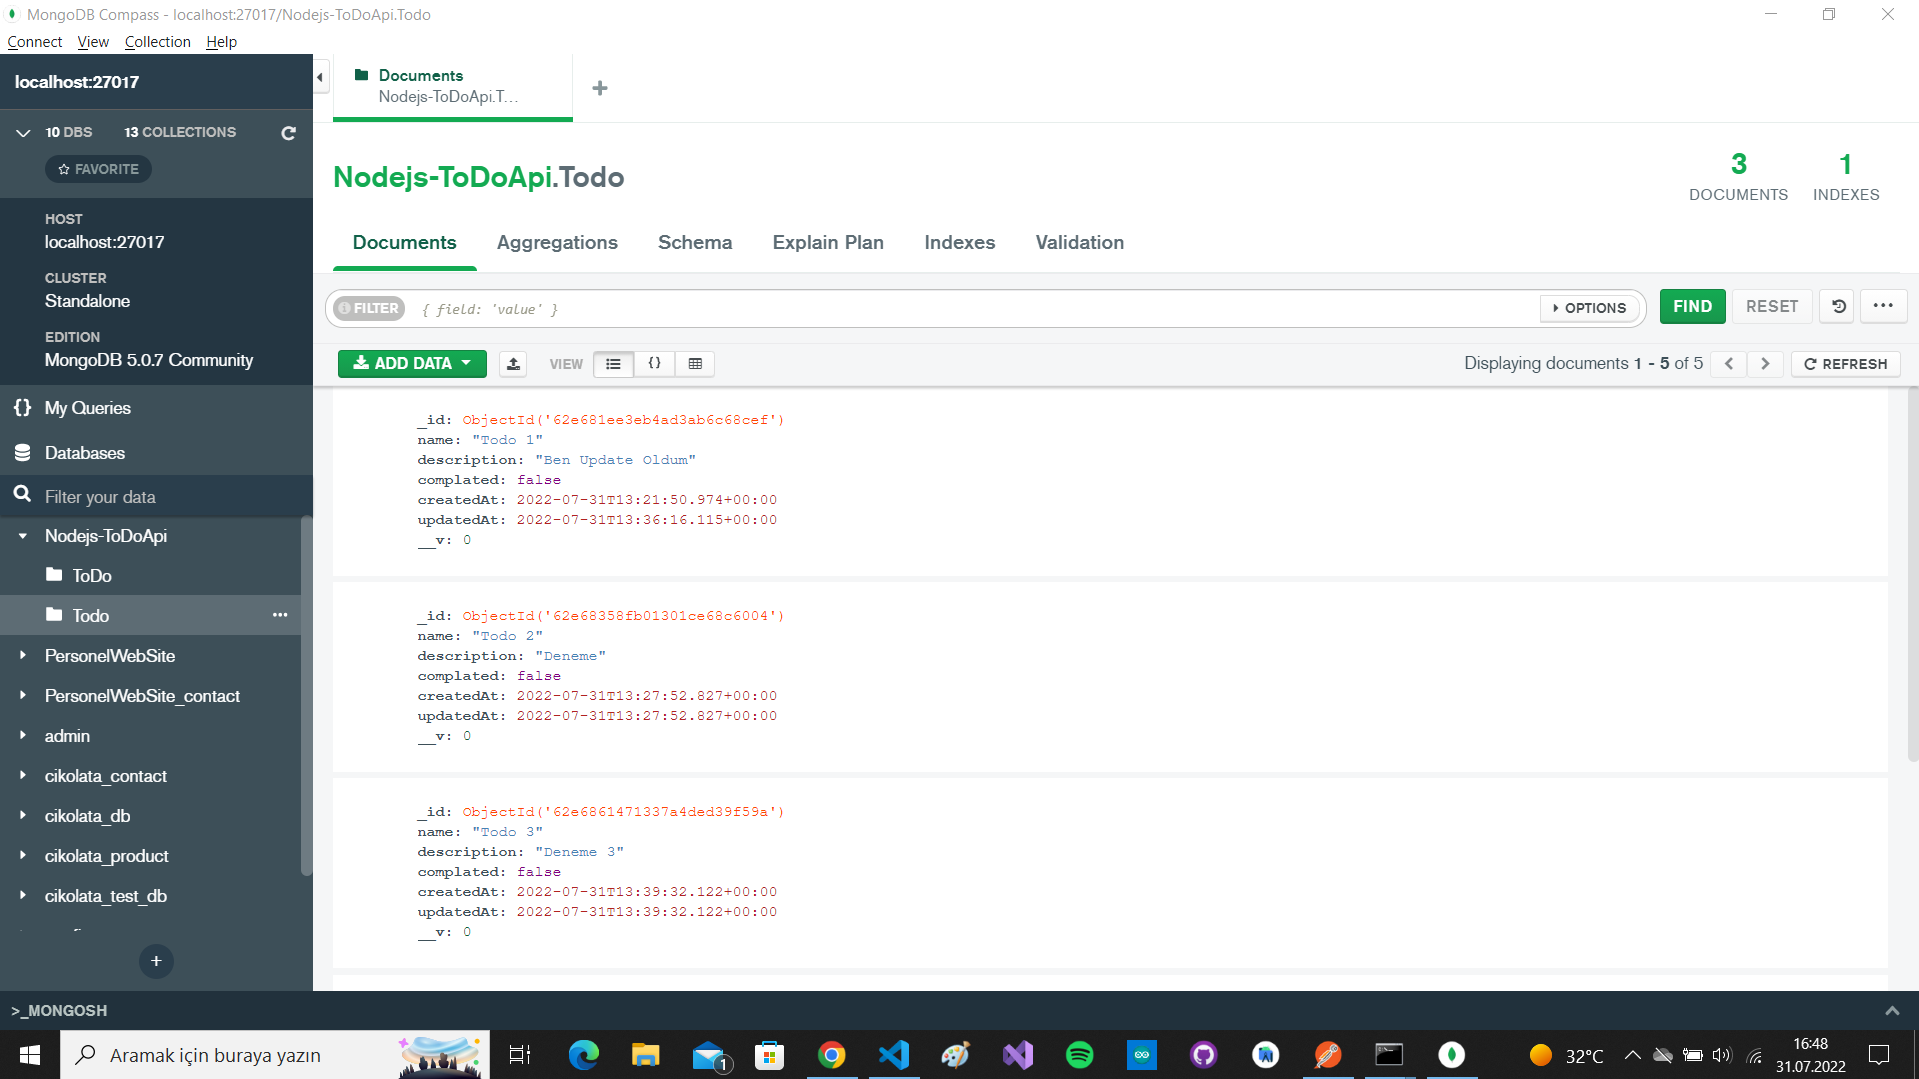 MongoDB Compass - localhost:27017/Nodejs-ToDoApi.Todo
Connect View Collection Help
localhost:27017
10 DBS 13 COLLECTIONS
FAVORITE
HOST
localhost:27017
CLUSTER
Standalone
EDITION
MongoDB 5.0.7 Community
{} My Queries
Databases
Filter your data
Nodejs-ToDoApi
ToDo
Todo
PersonelWebSite
PersonelWebSite_contact
admin
cikolata_contact
cikolata_db
cikolata_product
cikolata_test_db
Documents
Nodejs-ToDoApi.T...
Nodejs-ToDoApi.Todo
3
DOCUMENTS
1
INDEXES
Documents Aggregations Schema Explain Plan Indexes Validation
FILTER { field: 'value' } OPTIONS FIND RESET
ADD DATA VIEW {} Displaying documents 1 - 5 of 5 REFRESH
_id: ObjectId('62e681ee3eb4ad3ab6c68cef')
name: "Todo 1"
description: "Ben Update Oldum"
complated: false
createdAt: 2022-07-31T13:21:50.974+00:00
updatedAt: 2022-07-31T13:36:16.115+00:00
__v: 0
_id: ObjectId('62e68358fb01301ce68c6004')
name: "Todo 2"
description: "Deneme"
complated: false
createdAt: 2022-07-31T13:27:52.827+00:00
updatedAt: 2022-07-31T13:27:52.827+00:00
__v: 0
_id: ObjectId('62e6861471337a4ded39f59a')
name: "Todo 3"
description: "Deneme 3"
complated: false
createdAt: 2022-07-31T13:39:32.122+00:00
updatedAt: 2022-07-31T13:39:32.122+00:00
__v: 0
>_MONGOSH
Aramak için buraya yazın
1
32°C
16:48
31.07.2022